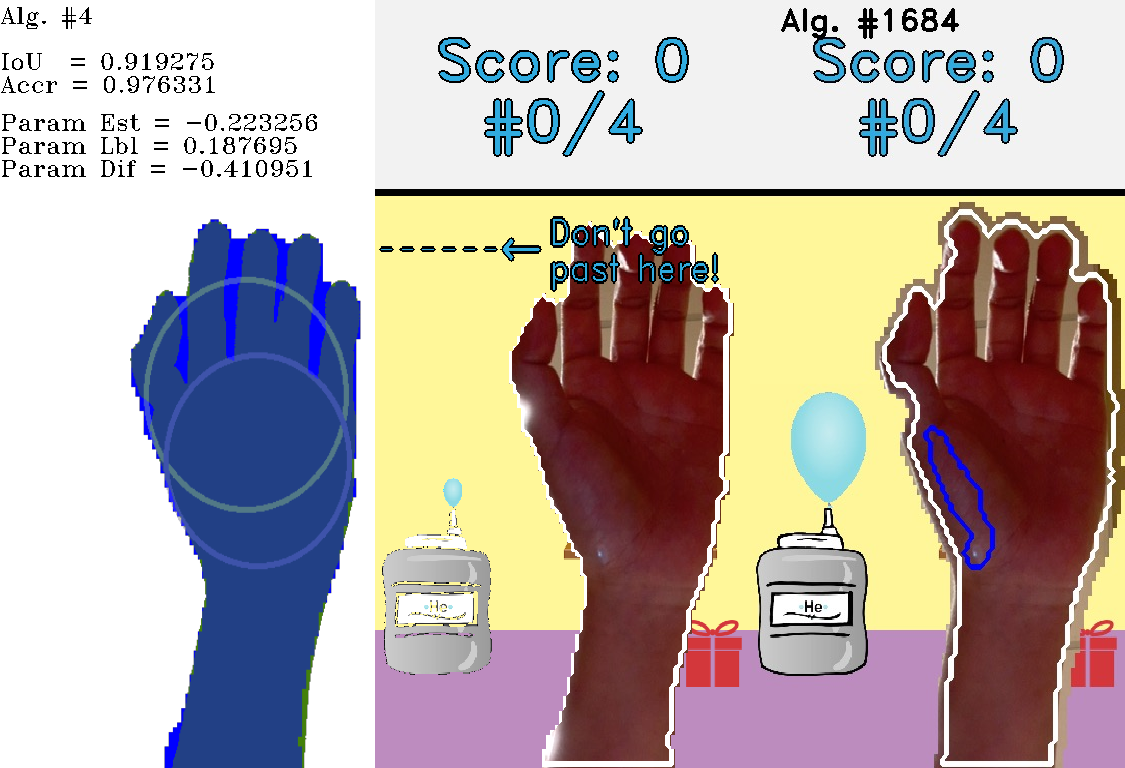 Alg. #4
IoU = 0.919275
Accr = 0.976331
Param Est = −0.223256
Param Lbl = 0.187695
Param Dif = −0.410951
Score: 0
#0/4
Don't go
past here!
He
Alg. #1684
Score: 0
#0/4
He